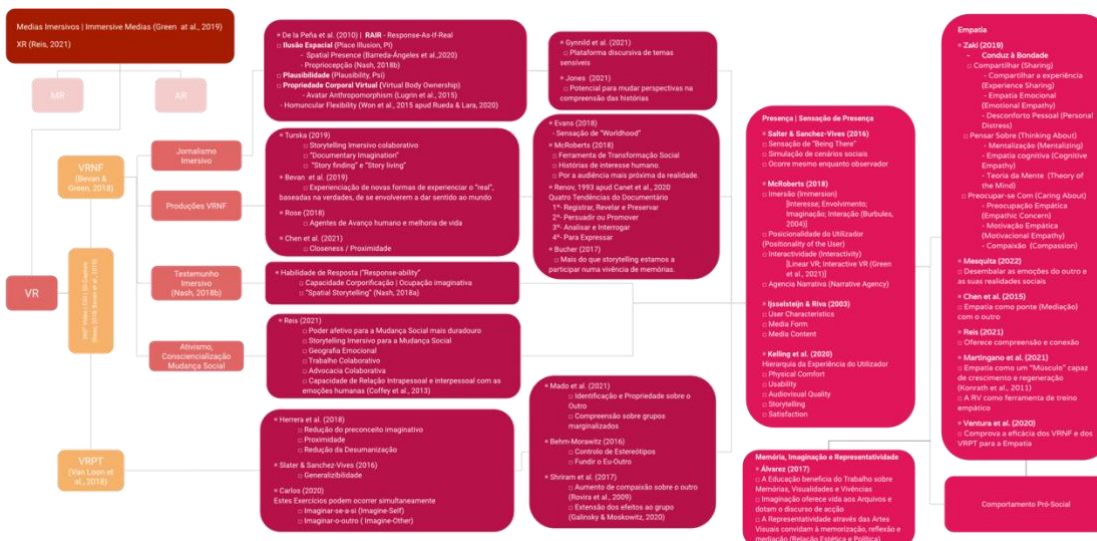 Medias Imersivos | Immersive Medias (Green at al., 2019)
XR (Reis, 2021)
MR
AR
VR
VRNF
(Bevan &
Green, 2018)
VRPT
(Van Loon et
al., 2018)
Jornalismo
Imersivo
Produções VRNF
Testemunho
Imersivo
(Nash, 2018b)
Ativismo,
Consciencialização
Mudança Social
De la Peña et al. (2010) | RAIR - Response-As-If-Real
Ilusão Espacial (Place Illusion, PI)
- Spatial Presence (Barreda-Ángeles et al.,2020)
- Propriocepção (Nash, 2018b)
Plausibilidade (Plausibility, Psi)
Propriedade Corporal Virtual (Virtual Body Ownership)
- Avatar Anthropomorphism (Lugrin et al., 2015)
- Homuncular Flexibility (Won et al., 2015 apud Rueda & Lara, 2020)
Turska (2019)
Storytelling Imersivo colaborativo
"Documentary Imagination"
"Story finding" e "Story living"
Bevan et al. (2019)
Experienciação de novas formas de experienciar o "real",
baseadas na verdades, de se envolverem a dar sentido ao mundo
Rose (2018)
Agentes de Avanço humano e melhoria de vida
Chen et al. (2021)
Closeness / Proximidade
Habilidade de Resposta ("Response-ability")
Capacidade Corporificação | Ocupação imaginativa
"Spatial Storytelling" (Nash, 2018a)
Reis (2021)
Poder afetivo para a Mudança Social mais duradouro
Storytelling Imersivo para a Mudança Social
Geografia Emocional
Trabalho Colaborativo
Advocacia Colaborativa
Capacidade de Relação Intrapessoal e interpessoal com as
emoções humanas (Coffey et al., 2013)
Herrera et al. (2018)
Redução do preconceito imaginativo
Proximidade
Redução da Desumanização
Slater & Sanchez-Vives (2016)
Generalizibilidade
Carlos (2020)
Estes Exercícios podem ocorrer simultaneamente
Imaginar-se-a-si (Imagine-Self)
Imaginar-o-outro ( Imagine-Other)
Gynnild et al. (2021)
Plataforma discursiva de temas
sensíveis
Jones (2021)
Potencial para mudar perspectivas na
compreensão das histórias
Evans (2018)
- Sensação de "Worldhood"
McRoberts (2018)
Ferramenta de Transformação Social
Histórias de interesse humano.
Por a audiência mais próxima da realidade.
Renov, 1993 apud Canet et al., 2020
Quatro Tendências do Documentário
1ª- Registrar, Revelar e Preservar
2ª- Persuadir ou Promover
3ª- Analisar e Interrogar
4ª- Para Expressar
Bucher (2017)
Mais do que storytelling estamos a
participar numa vivência de memórias.
Mado et al. (2021)
Identificação e Propriedade sobre o
Outro
Compreensão sobre grupos
marginalizados
Behm-Morawitz (2016)
Controlo de Estereótipos
Fundir o Eu-Outro
Shriram et al. (2017)
Aumento de compaixão sobre o outro
(Rovira et al., 2009)
Extensão dos efeitos ao grupo
(Galinsky & Moskowitz, 2020)
Presença | Sensação de Presença
Salter & Sanchez-Vives (2016)
Sensação de "Being There"
Simulação de cenários sociais
Ocorre mesmo enquanto observador
McRoberts (2018)
Imersão (Immersion)
[Interesse; Envolvimento;
Imaginação; Interação (Burbules,
2004)]
Posicionalidade do Utilizador
(Positionality of the User)
Interactividade (Interactivity)
[Linear VR; Interactive VR (Green
et al., 2021)]
Agencia Narrativa (Narrative Agency)
Ijsselsteijn & Riva (2003)
User Characteristics
Media Form
Media Content
Kelling et al. (2020)
Hierarquia da Experiência do Utilizador
Physical Comfort
Usability
Audiovisual Quality
Storytelling
Satisfaction
Memória, Imaginação e Representividade
Álvarez (2017)
A Educação beneficia do Trabalho sobre
Memórias, Visualidades e Vivências
Imaginação oferece vida aos Arquivos e
dotam o discurso de acção
A Representividade através das Artes
Visuais convidam à memorização, reflexão e
mediação (Relação Estética e Política)
Empatia
Zaki (2019)
- Conduz à Bondade
Compartilhar (Sharing)
- Compartilhar a experiência
(Experience Sharing)
- Empatia Emocional
(Emotional Empathy)
- Desconforto Pessoal (Personal
Distress)
Pensar Sobre (Thinking About)
- Mentalização (Mentalizing)
- Empatia cognitiva (Cognitive
Empathy)
- Teoria da Mente (Theory of
the Mind)
Preocupar-se Com (Caring About)
- Preocupação Empática
(Empathic Concern)
- Motivação Empática
(Motivacional Empathy)
- Compaixão (Compassion)
Mesquita (2022)
Desembalar as emoções do outro e
as suas realidades sociais
Chen et al. (2015)
Empatia como ponte (Mediação)
com o outro
Reis (2021)
Oferece compreensão e conexão
Martingano et al. (2021)
Empatia como um "Músculo" capaz
de crescimento e regeneração
(Konrath et al., 2011)
A RV como ferramenta de treino
empático
Ventura et al. (2020)
Comprova a eficácia dos VRNF e dos
VRPT para a Empatia
Comportamento Pró-Social